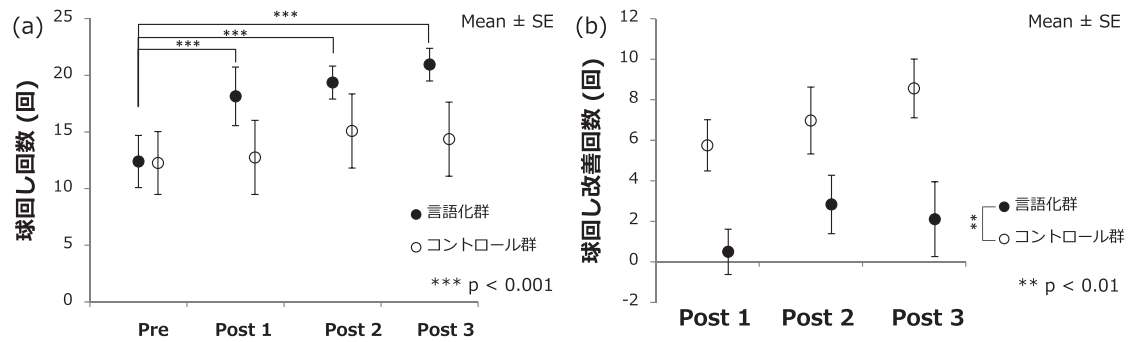 (a)
Mean ± SE
***
***
***
球回し回数 (回)
25
20
15
10
5
0
言語化群
コントロール群
*** p < 0.001
Pre
Post 1
Post 2
Post 3
(b)
Mean ± SE
球回し改善回数 (回)
12
10
8
6
4
2
0
-2
**
言語化群
コントロール群
** p < 0.01
Post 1
Post 2
Post 3